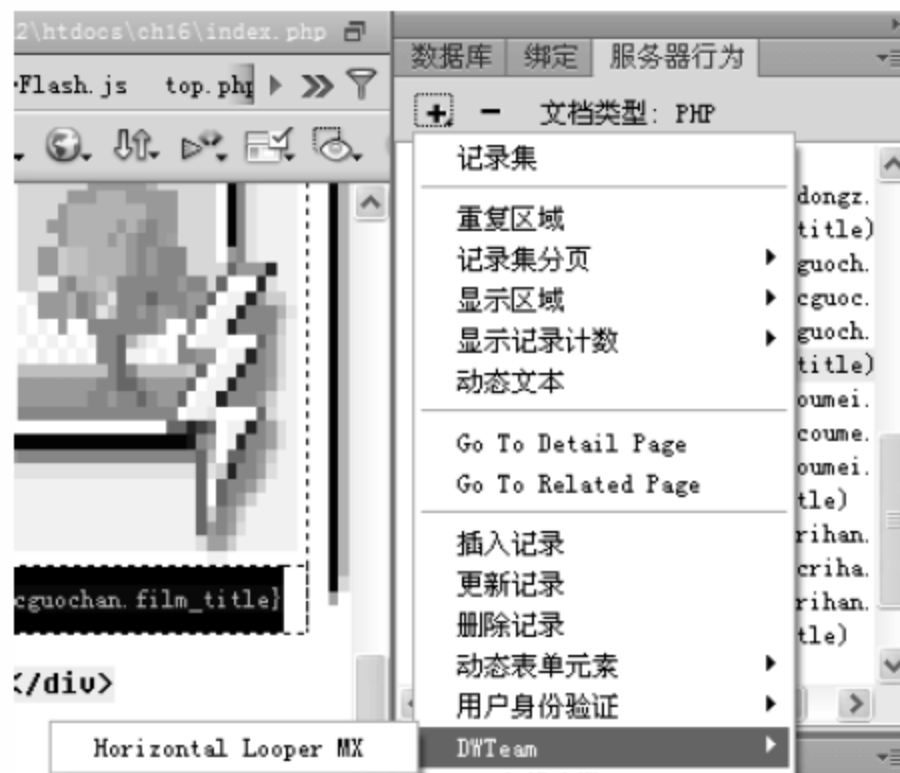 2\htdocs\ch16\index.php
Flash.js top.php
数据库 绑定 服务器行为
文档类型: PHP
记录集
重复区域
记录集分页
显示区域
显示记录计数
动态文本
Go To Detail Page
Go To Related Page
插入记录
更新记录
删除记录
动态表单元素
用户身份验证
DWTeam
Horizontal Looper MX
dongz.
title)
guoch.
cguoc.
guoch.
title)
oumei.
coume.
oumei.
tle)
rihan.
criha.
rihan.
tle)
cguochan.film_title}
</div>